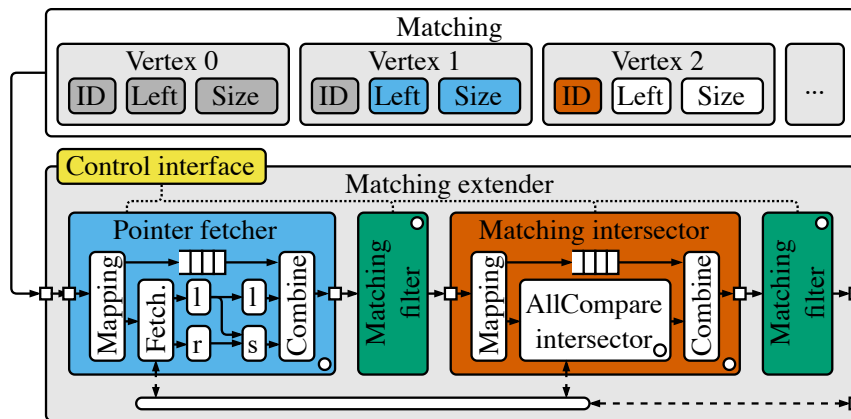 Matching
Vertex 0
Vertex 1
Vertex 2
ID Left Size
ID Left Size
ID Left Size
...
Control interface
Matching extender
Pointer fetcher
Mapping
Fetch.
l
l
r
s
Combine
Matching
filter
Matching intersector
Mapping
AllCompare
intersector
Combine
Matching
filter